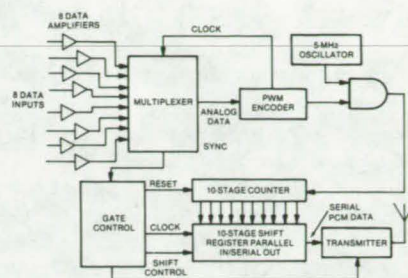 8 DATA
AMPLIFIERS
CLOCK
5-MHz
OSCILLATOR
8 DATA
INPUTS
MULTIPLEXER
ANALOG
DATA
PWM
ENCODER
SYNC
RESET
10-STAGE COUNTER
GATE
CONTROL
CLOCK
10-STAGE SHIFT
REGISTER PARALLEL
IN/SERIAL OUT
SERIAL
PCM DATA
TRANSMITTER
SHIFT
CONTROL